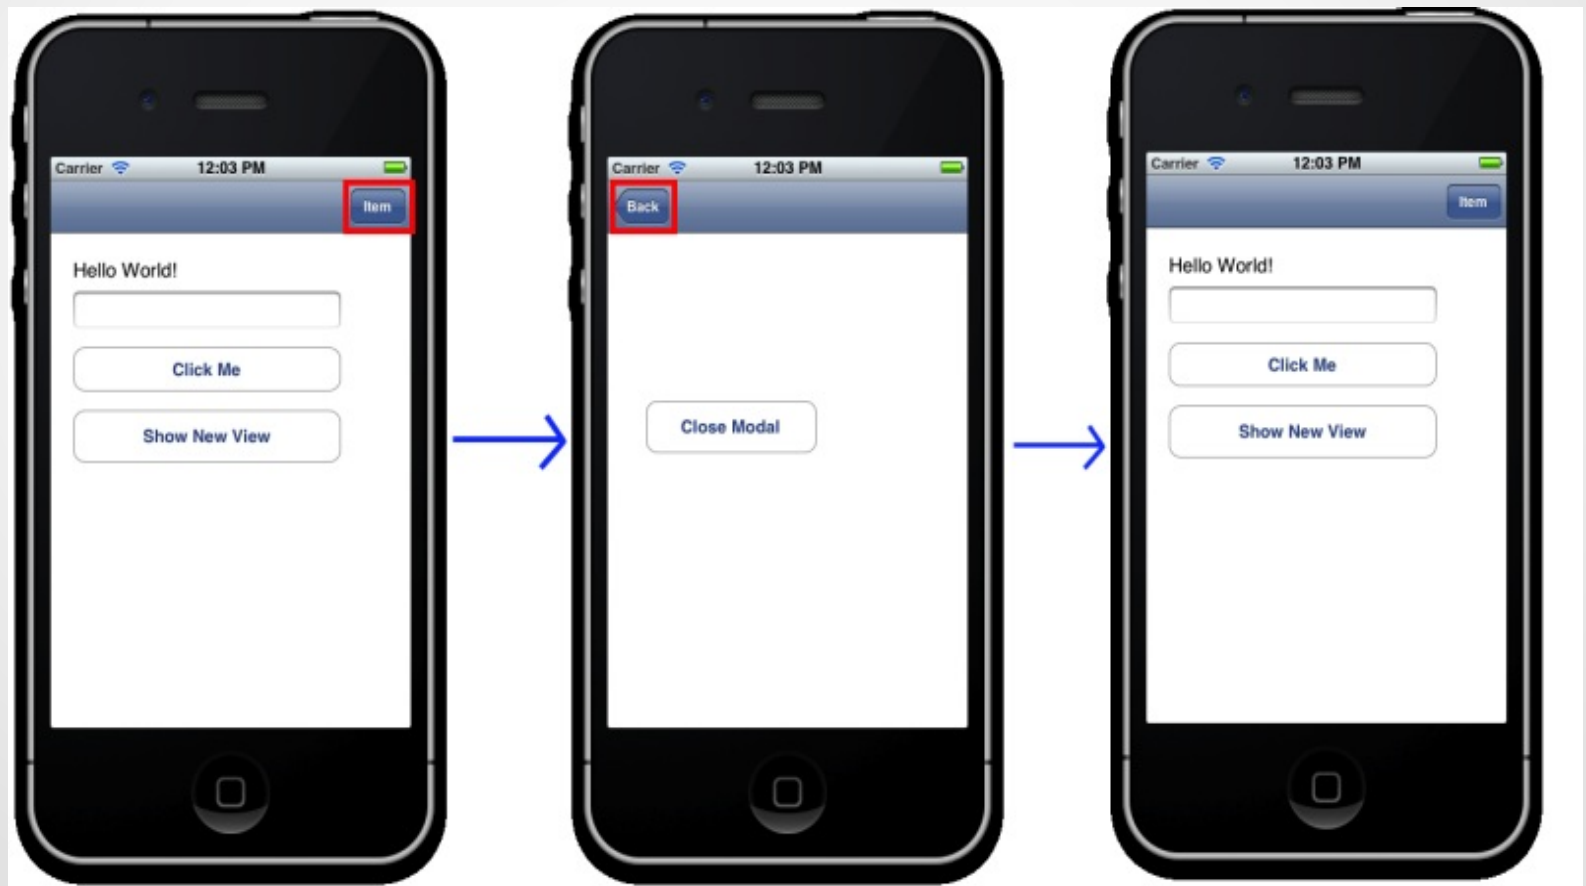 Carrier 12:03 PM
Item
Hello World!
Click Me
Show New View
Carrier 12:03 PM
Back
Close Modal
Carrier 12:03 PM
Item
Hello World!
Click Me
Show New View